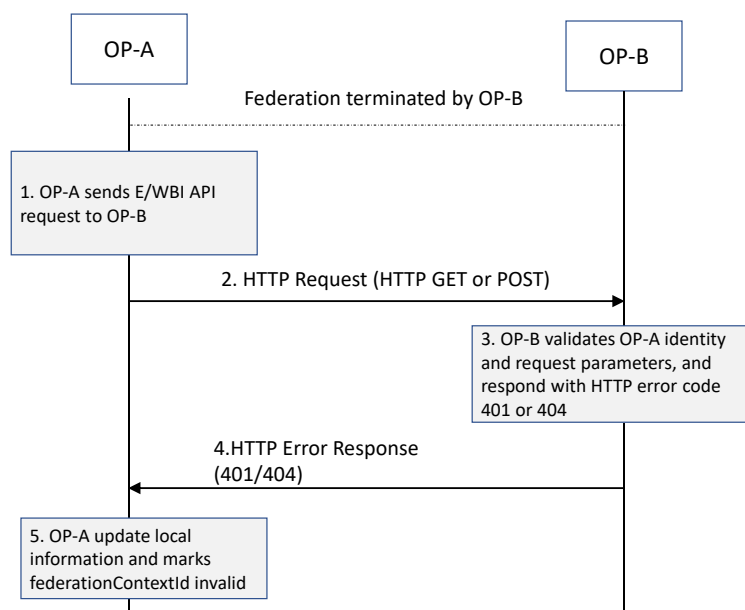 OP-A
OP-B
Federation terminated by OP-B
1. OP-A sends E/WBI API
request to OP-B
2. HTTP Request (HTTP GET or POST)
3. OP-B validates OP-A identity
and request parameters, and
respond with HTTP error code
401 or 404
4.HTTP Error Response
(401/404)
5. OP-A update local
information and marks
federationContextId invalid